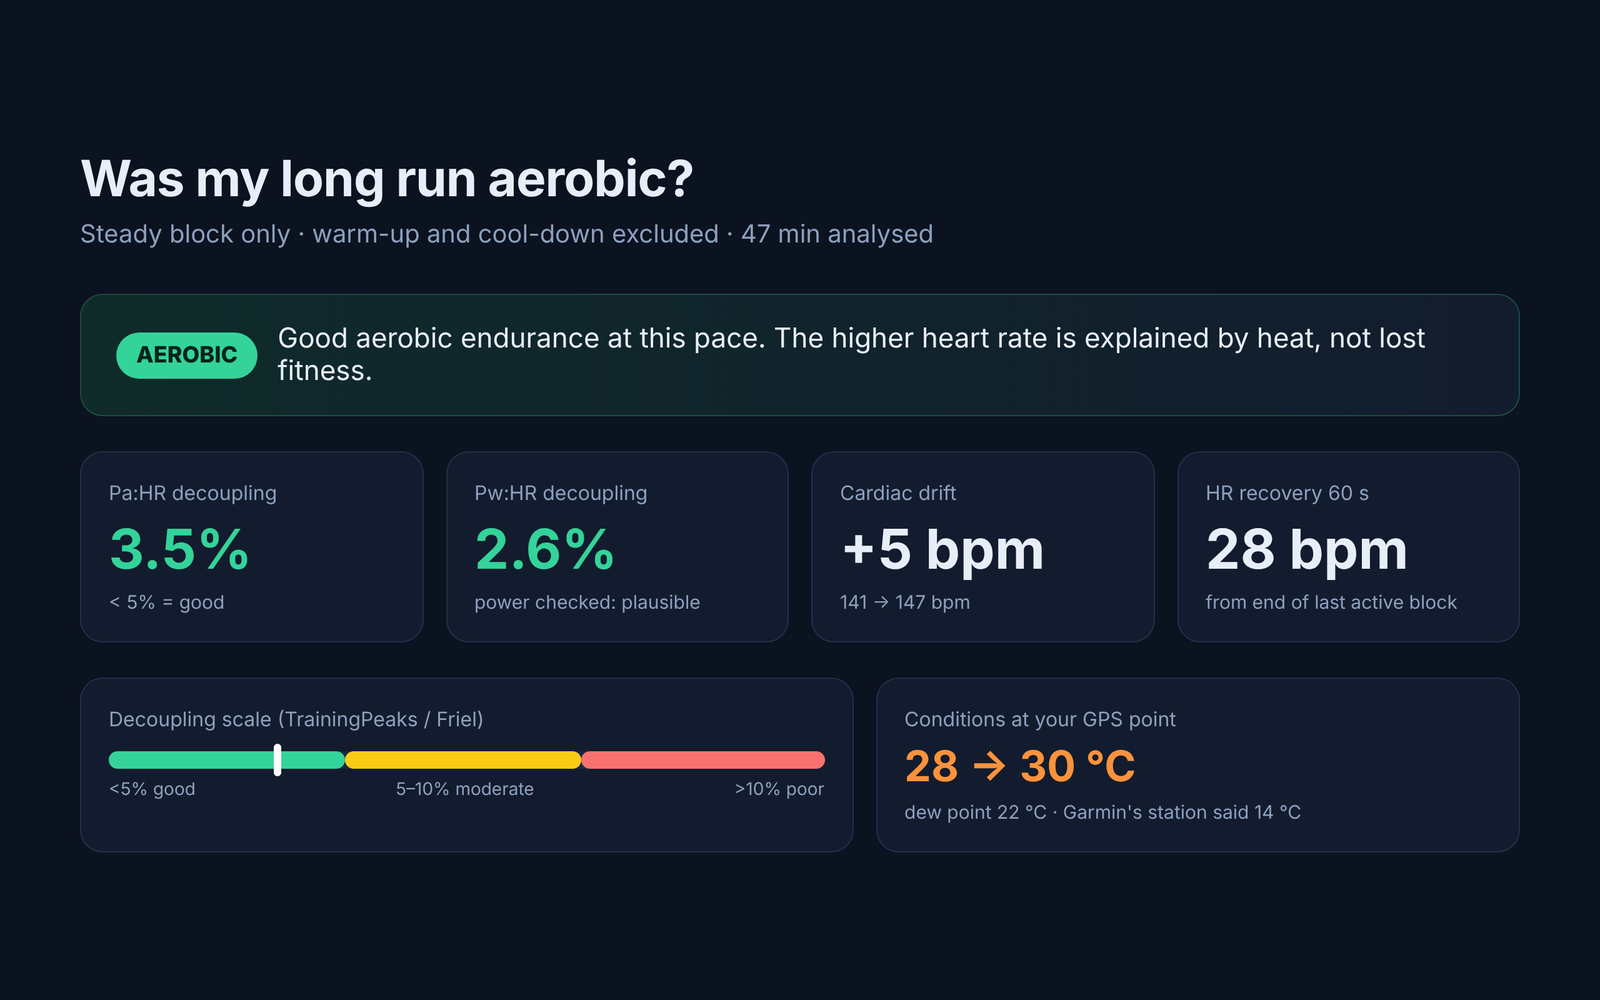 Was my long run aerobic?
Steady block only · warm-up and cool-down excluded · 47 min analysed
AEROBIC
Good aerobic endurance at this pace. The higher heart rate is explained by heat, not lost
fitness.
Pa:HR decoupling
3.5%
< 5% = good
Pw:HR decoupling
2.6%
power checked: plausible
Cardiac drift
+5 bpm
141 → 147 bpm
HR recovery 60 s
28 bpm
from end of last active block
Decoupling scale (TrainingPeaks / Friel)
<5% good
5–10% moderate
>10% poor
Conditions at your GPS point
28 → 30 °C
dew point 22 °C · Garmin's station said 14 °C